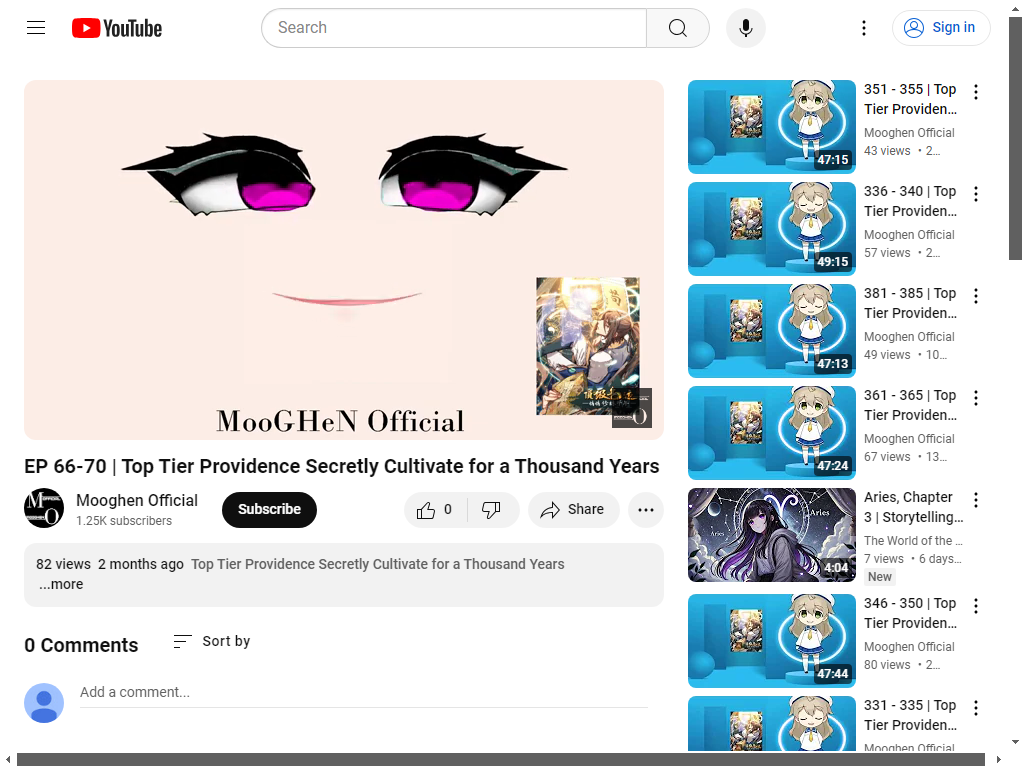 YouTube
Search
Sign in
MooGHeN Official
EP 66-70 | Top Tier Providence Secretly Cultivate for a Thousand Years
Mooghen Official
1.25K subscribers
Subscribe
0
Share
82 views 2 months ago Top Tier Providence Secretly Cultivate for a Thousand Years
...more
0 Comments
Sort by
Add a comment...
351 - 355 | Top
Tier Providen...
Mooghen Official
43 views • 2...
47:15
336 - 340 | Top
Tier Providen...
Mooghen Official
57 views • 2...
49:15
381 - 385 | Top
Tier Providen...
Mooghen Official
49 views • 10...
47:13
361 - 365 | Top
Tier Providen...
Mooghen Official
67 views • 13...
47:24
Aries, Chapter
3 | Storytelling...
The World of the ...
7 views • 6 days...
New
Aries
Aries
4:04
346 - 350 | Top
Tier Providen...
Mooghen Official
80 views • 2...
47:44
331 - 335 | Top
Tier Providen...
Mooghen Official